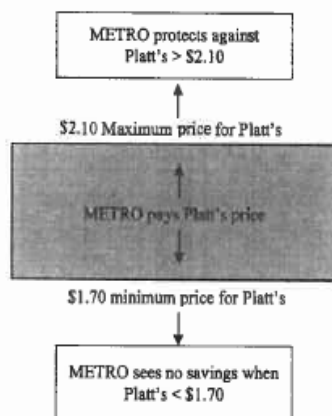 METRO protects against
Platt's > $2.10
$2.10 Maximum price for Platt's
METRO pays Platt's price
$1.70 minimum price for Platt's
METRO sees no savings when
Platt's < $1.70